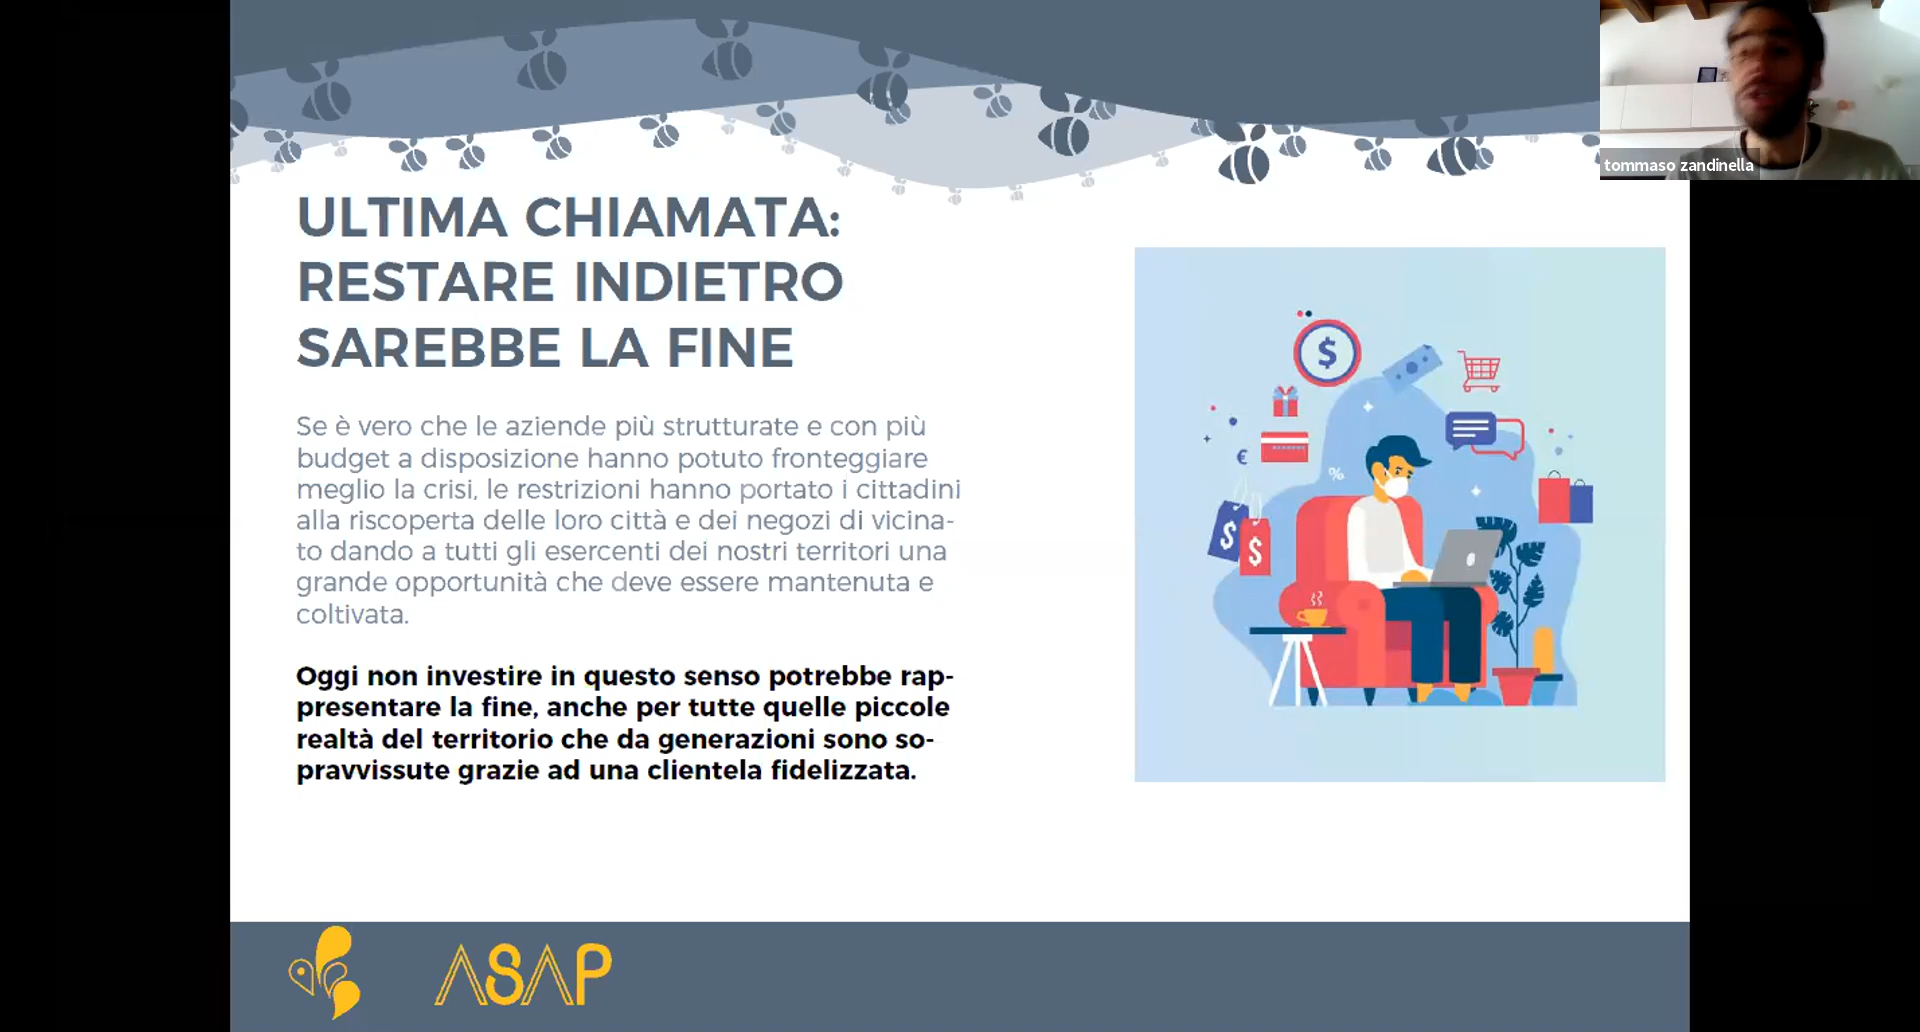 tommaso zandinella
ULTIMA CHIAMATA:
RESTARE INDIETRO
SAREBBE LA FINE
Se è vero che le aziende più strutturate e con più
budget a disposizione hanno potuto fronteggiare
meglio la crisi, le restrizioni hanno portato i cittadini
alla riscoperta delle loro città e dei negozi di vicina-
to dando a tutti gli esercenti dei nostri territori una
grande opportunità che deve essere mantenuta e
coltivata.
Oggi non investire in questo senso potrebbe rap-
presentare la fine, anche per tutte quelle piccole
realtà del territorio che da generazioni sono so-
pravvissute grazie ad una clientela fidelizzata.
$
€
%
$
$
ASAP